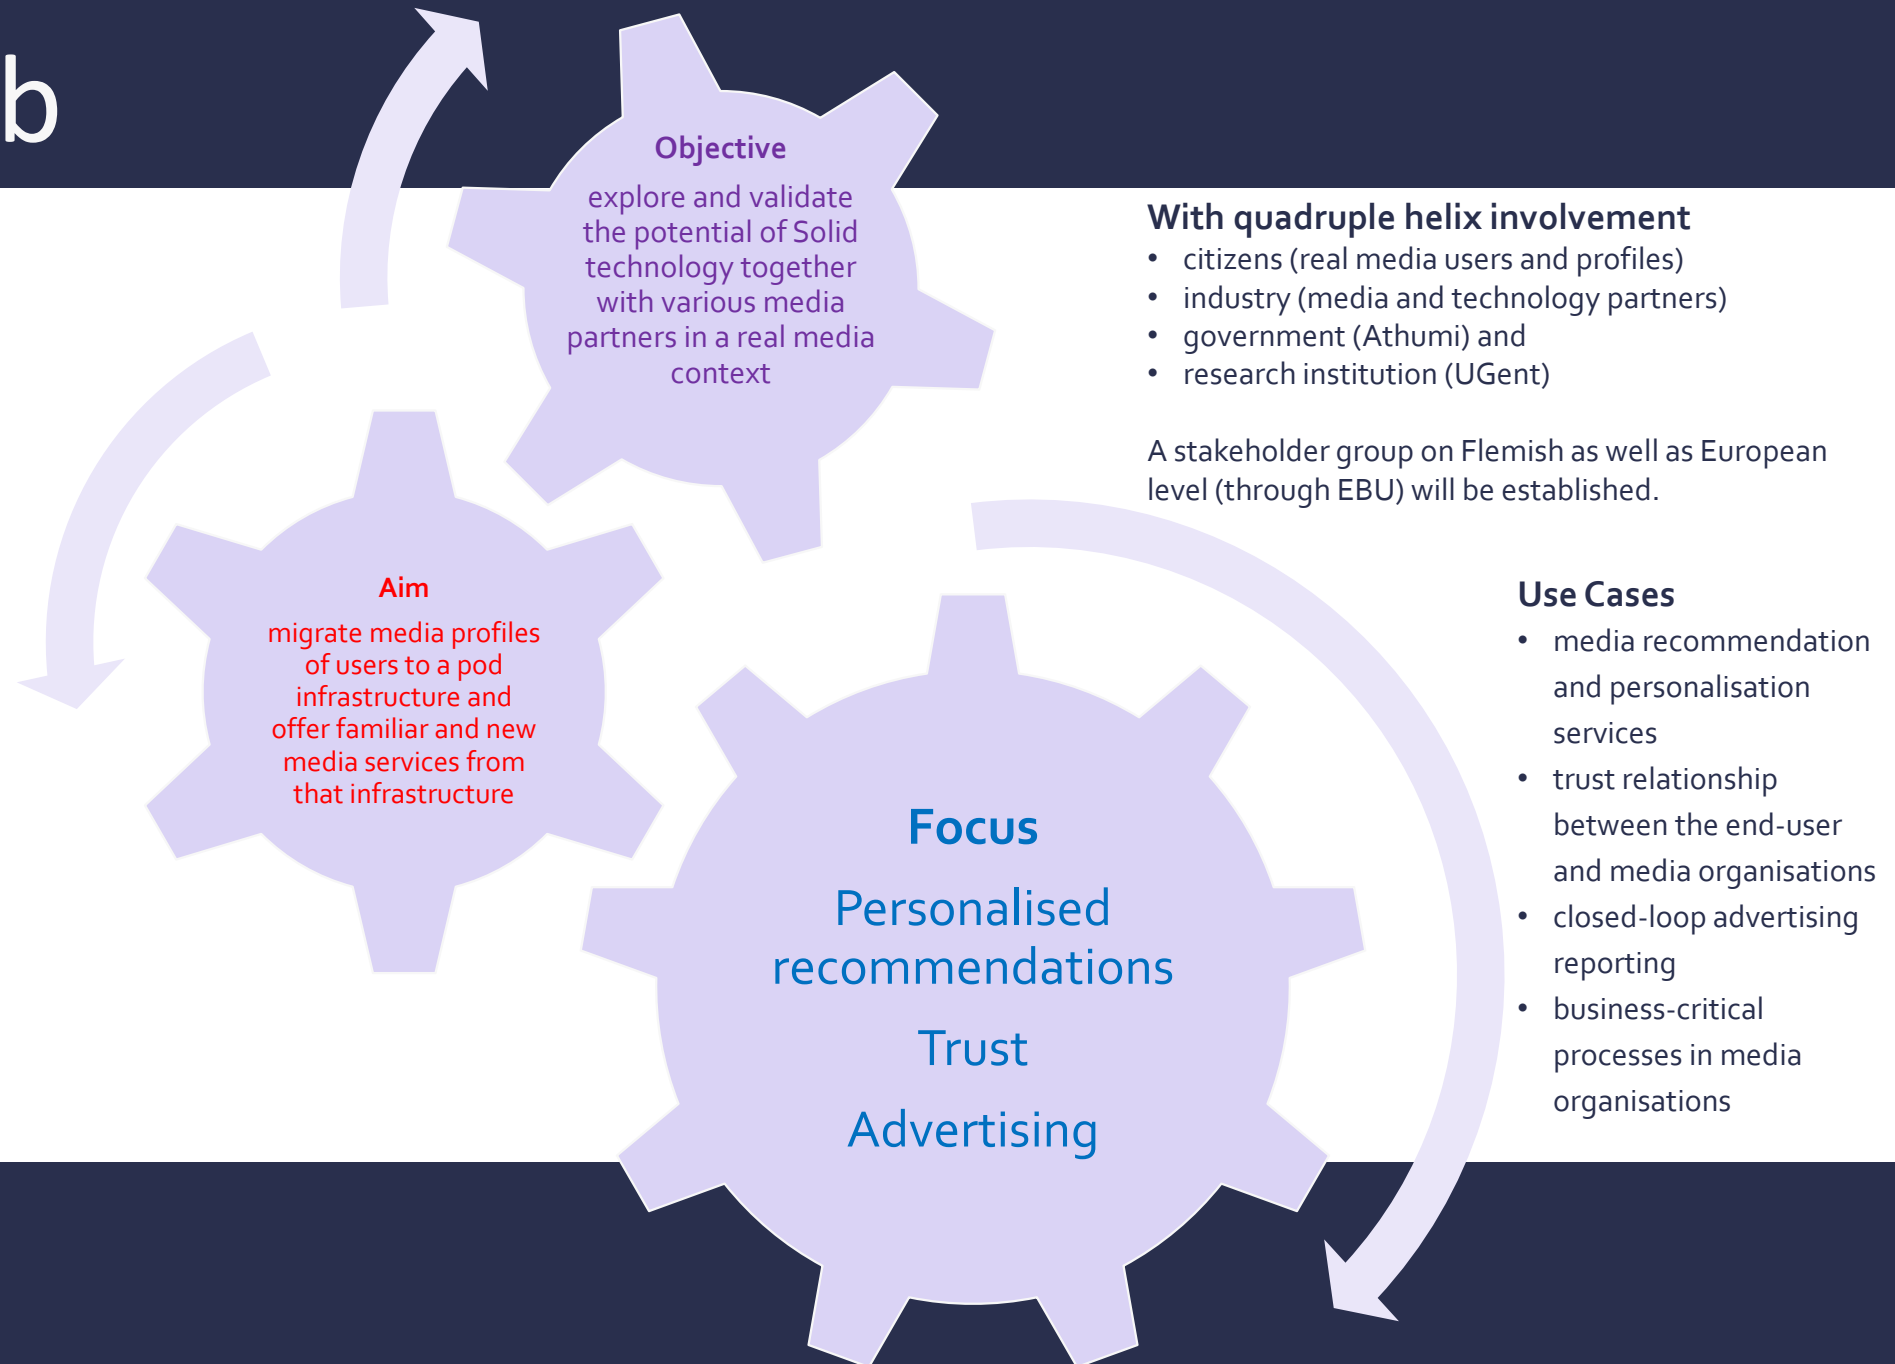 b
Objective
explore and validate
the potential of Solid
technology together
with various media
partners in a real media
context
Aim
migrate media profiles
of users to a pod
infrastructure and
offer familiar and new
media services from
that infrastructure
Focus
Personalised
recommendations
Trust
Advertising
With quadruple helix involvement
• citizens (real media users and profiles)
• industry (media and technology partners)
• government (Athumi) and
• research institution (UGent)
A stakeholder group on Flemish as well as European
level (through EBU) will be established.
Use Cases
• media recommendation
and personalisation
services
• trust relationship
between the end-user
and media organisations
• closed-loop advertising
reporting
• business-critical
processes in media
organisations